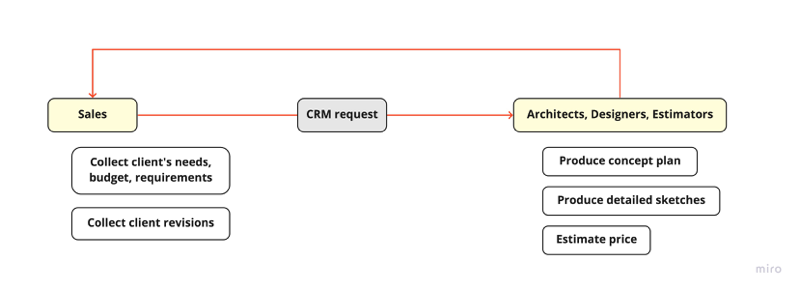 Sales
CRM request
Architects, Designers, Estimators
Collect client's needs,
budget, requirements
Collect client revisions
Produce concept plan
Produce detailed sketches
Estimate price
miro